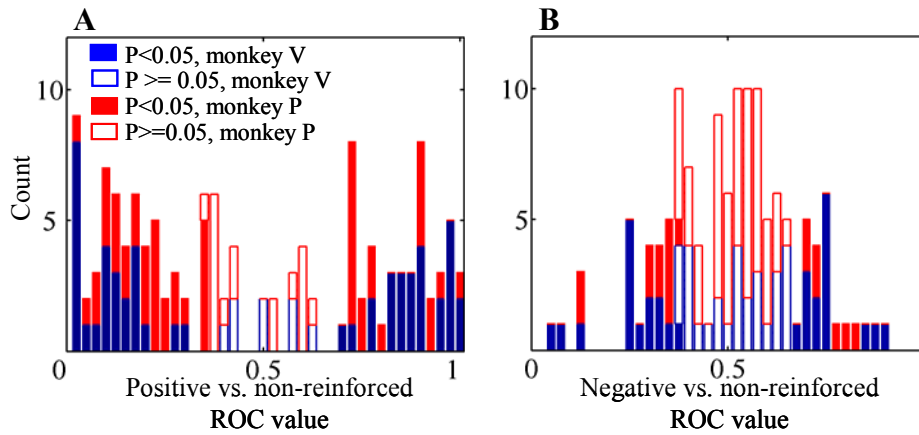 A
B
P<0.05, monkey V
P >= 0.05, monkey V
P<0.05, monkey P
P>=0.05, monkey P
Count
10
5
0
0.5
1
Positive vs. non-reinforced
ROC value
10
5
0
0.5
Negative vs. non-reinforced
ROC value